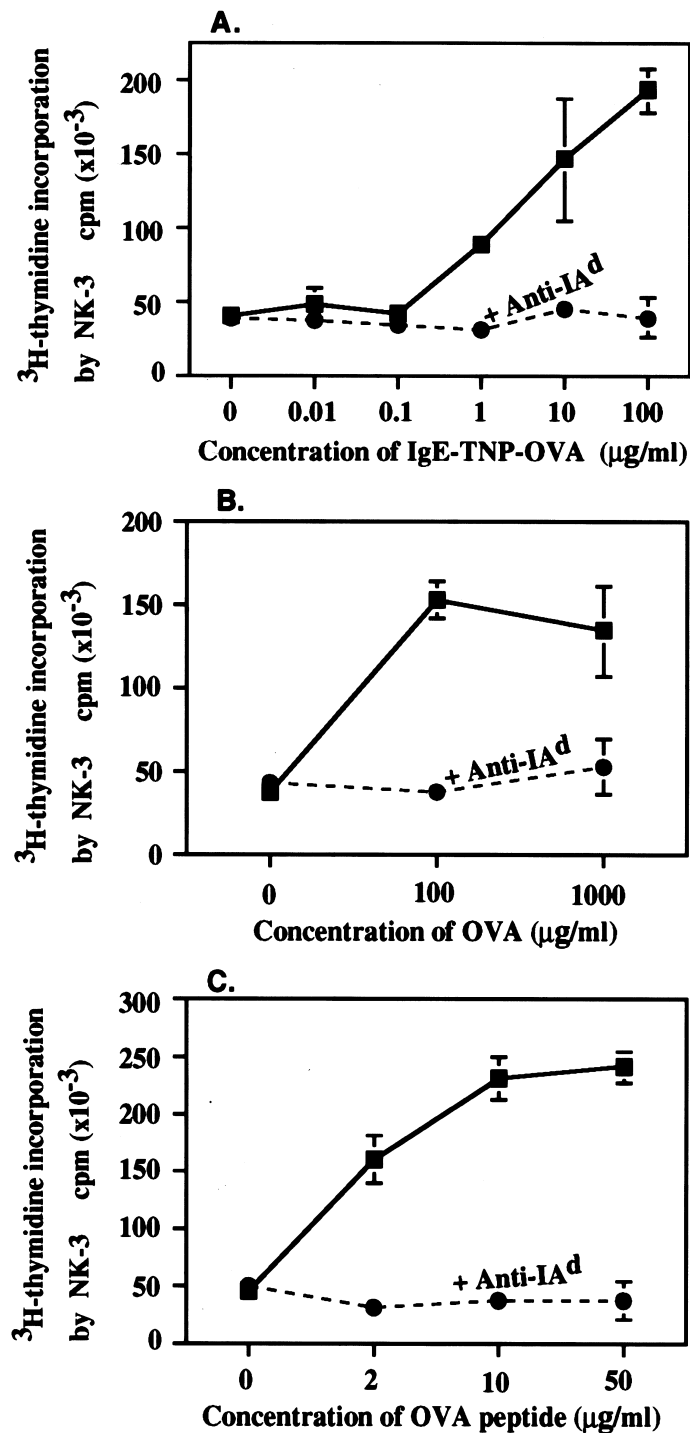 A.
³H-thymidine incorporation
by NK-3 cpm (x10⁻³)
200
150
100
50
0
+ Anti-IAᵈ
0 0.01 0.1 1 10 100
Concentration of IgE-TNP-OVA (μg/ml)
B.
³H-thymidine incorporation
by NK-3 cpm (x10⁻³)
200
150
100
50
0
+ Anti-IAᵈ
0 100 1000
Concentration of OVA (μg/ml)
C.
³H-thymidine incorporation
by NK-3 cpm (x10⁻³)
300
250
200
150
100
50
0
+ Anti-IAᵈ
0 2 10 50
Concentration of OVA peptide (μg/ml)